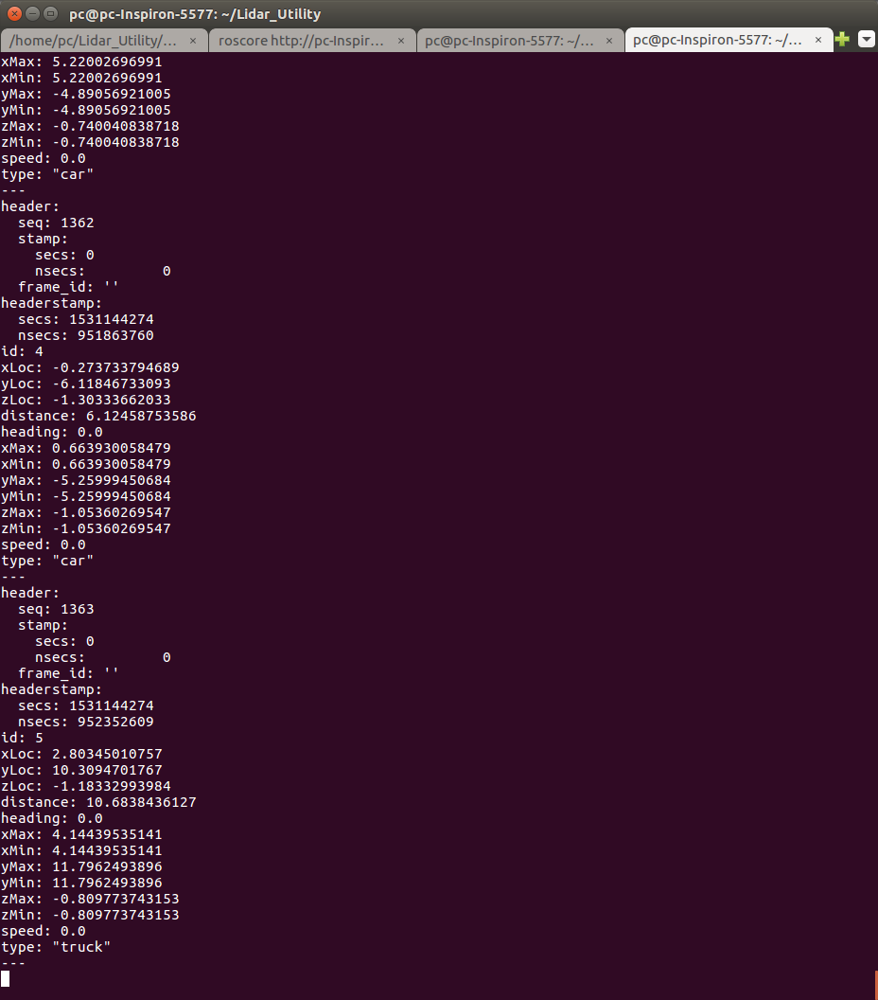 pc@pc-Inspiron-5577: ~/Lidar_Utility
/home/pc/Lidar_Utility/... × roscore http://pc-Inspir... × pc@pc-Inspiron-5577: ~/... × pc@pc-Inspiron-5577: ~/... ×
xMax: 5.22002696991
xMin: 5.22002696991
yMax: -4.89056921005
yMin: -4.89056921005
zMax: -0.740040838718
zMin: -0.740040838718
speed: 0.0
type: "car"
---
header:
  seq: 1362
  stamp:
    secs: 0
    nsecs:         0
  frame_id: ''
headerstamp:
  secs: 1531144274
  nsecs: 951863760
id: 4
xLoc: -0.273733794689
yLoc: -6.11846733093
zLoc: -1.30333662033
distance: 6.12458753586
heading: 0.0
xMax: 0.663930058479
xMin: 0.663930058479
yMax: -5.25999450684
yMin: -5.25999450684
zMax: -1.05360269547
zMin: -1.05360269547
speed: 0.0
type: "car"
---
header:
  seq: 1363
  stamp:
    secs: 0
    nsecs:         0
  frame_id: ''
headerstamp:
  secs: 1531144274
  nsecs: 952352609
id: 5
xLoc: 2.80345010757
yLoc: 10.3094701767
zLoc: -1.18332993984
distance: 10.6838436127
heading: 0.0
xMax: 4.14439535141
xMin: 4.14439535141
yMax: 11.7962493896
yMin: 11.7962493896
zMax: -0.809773743153
zMin: -0.809773743153
speed: 0.0
type: "truck"
---